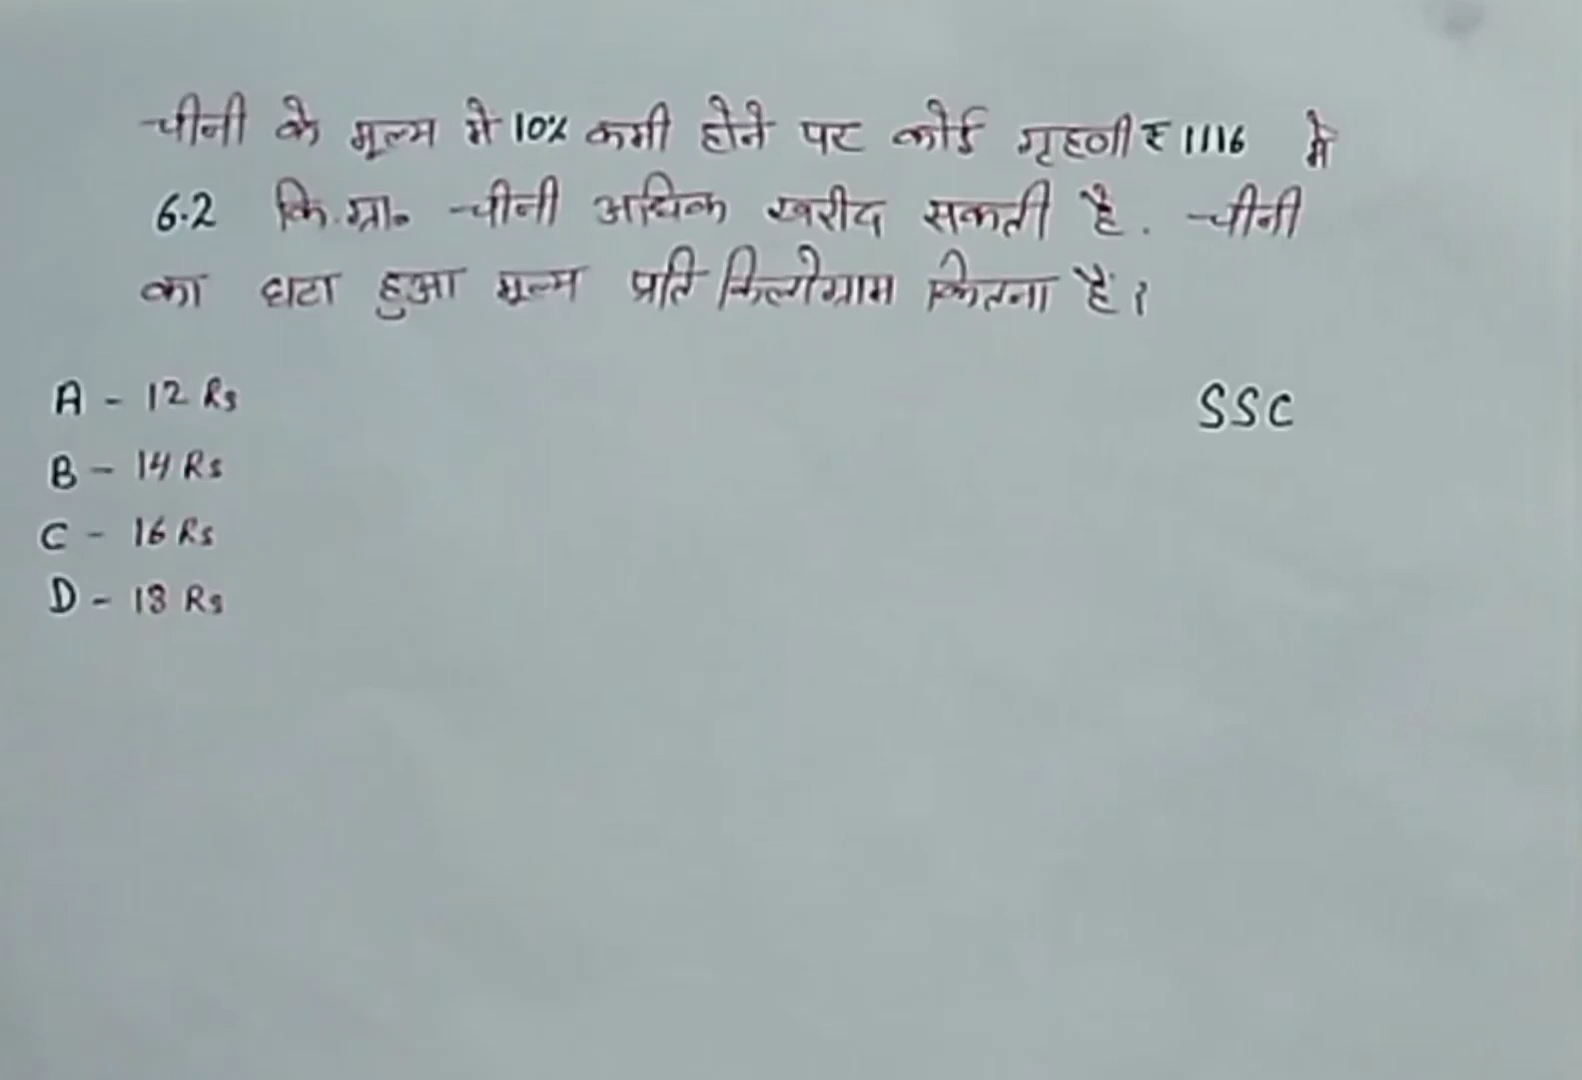 चीनी के मूल्य में 10% कमी होने पर कोई गृहणी ₹ 1116 में
6.2 कि.ग्रा. चीनी अधिक खरीद सकती है. चीनी
का घटा हुआ मूल्य प्रति किलोग्राम कितना है?
A - 12 Rs
SSC
B - 14 Rs
C - 16 Rs
D - 18 Rs